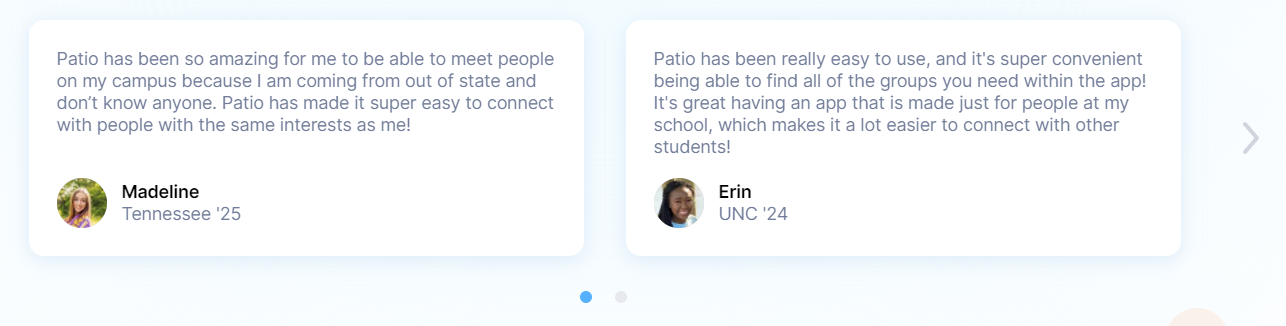 Patio has been so amazing for me to be able to meet people
on my campus because I am coming from out of state and
don’t know anyone. Patio has made it super easy to connect
with people with the same interests as me!
Madeline
Tennessee '25
Patio has been really easy to use, and it's super convenient
being able to find all of the groups you need within the app!
It's great having an app that is made just for people at my
school, which makes it a lot easier to connect with other
students!
Erin
UNC '24